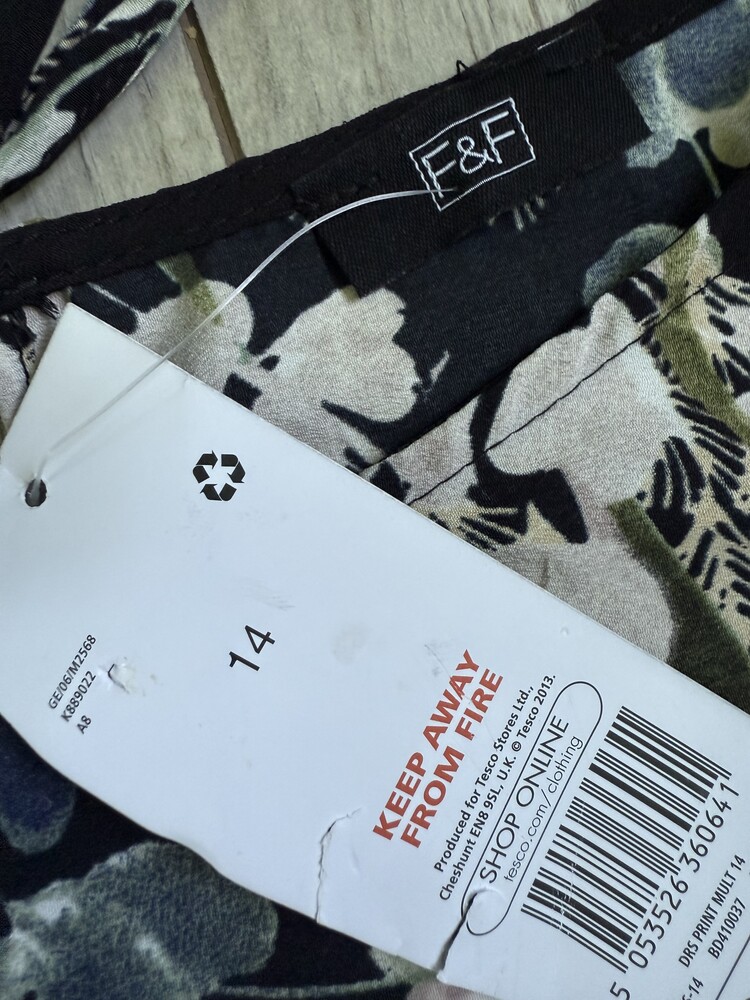 F&F
14
GE/06/M2568
K889022
A8
KEEP AWAY
FROM FIRE
Produced for Tesco Stores Ltd.,
Cheshunt EN8 9SL, U.K. © Tesco 2013.
SHOP ONLINE
tesco.com/clothing
5 053526 360641
DRS PRINT MULT 14
BD410037
-14